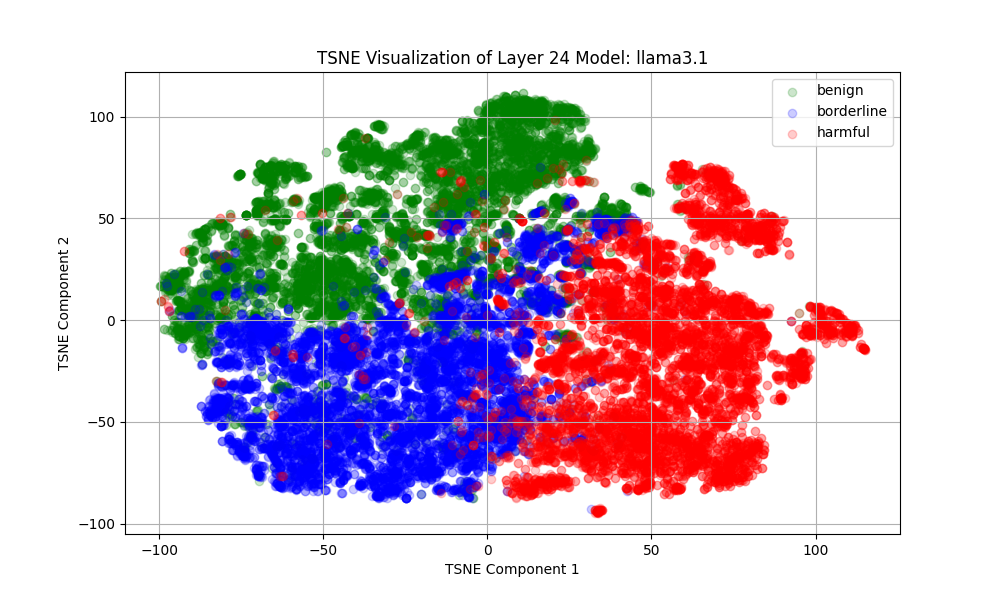 TSNE Visualization of Layer 24 Model: llama3.1
benign
borderline
harmful
100
50
0
−50
−100
TSNE Component 2
−100
−50
0
50
100
TSNE Component 1